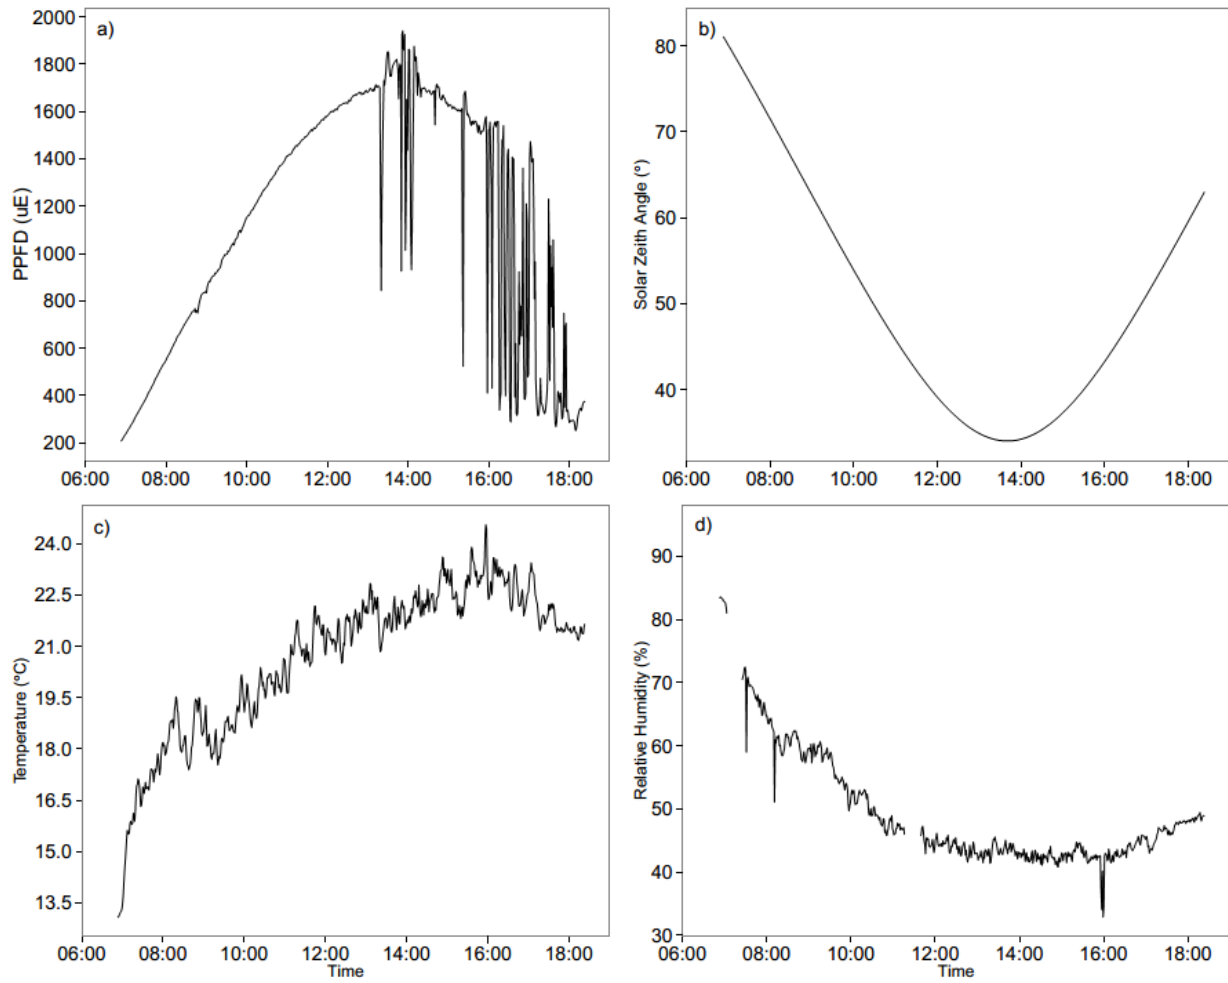 a)
2000
1800
1600
1400
1200
1000
800
600
400
200
PPFD (uE)
06:00 08:00 10:00 12:00 14:00 16:00 18:00
b)
80
70
60
50
40
Solar Zeith Angle (°)
06:00 08:00 10:00 12:00 14:00 16:00 18:00
c)
24.0
22.5
21.0
19.5
18.0
16.5
15.0
13.5
Temperature (°C)
06:00 08:00 10:00 12:00 14:00 16:00 18:00
Time
d)
90
80
70
60
50
40
30
Relative Humidity (%)
06:00 08:00 10:00 12:00 14:00 16:00 18:00
Time